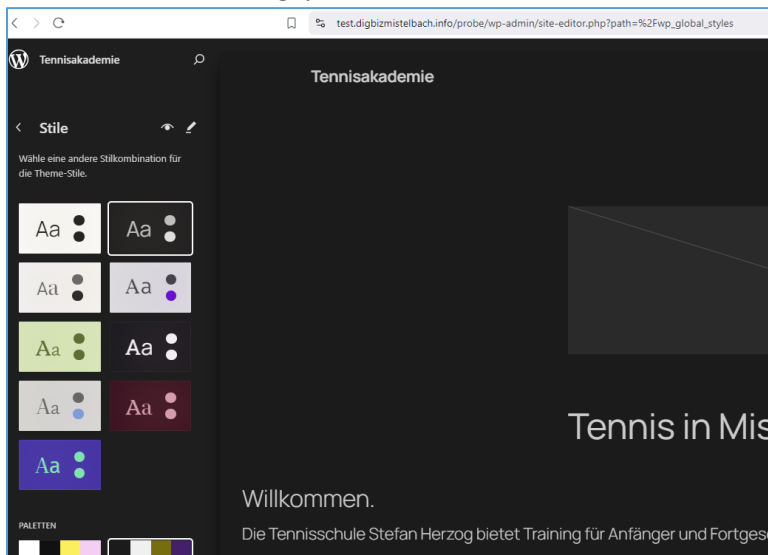 test.digbizmistelbach.info/probe/wp-admin/site-editor.php?path=%2Fwp_global_styles
Tennisakademie
Tennisakademie
Stile
Wähle eine andere Stilkombination für
die Theme-Stile.
Aa Aa
Aa Aa
Aa Aa
Aa Aa
Aa
Tennis in Mis
Willkommen.
Die Tennisschule Stefan Herzog bietet Training für Anfänger und Fortges
PALETTEN